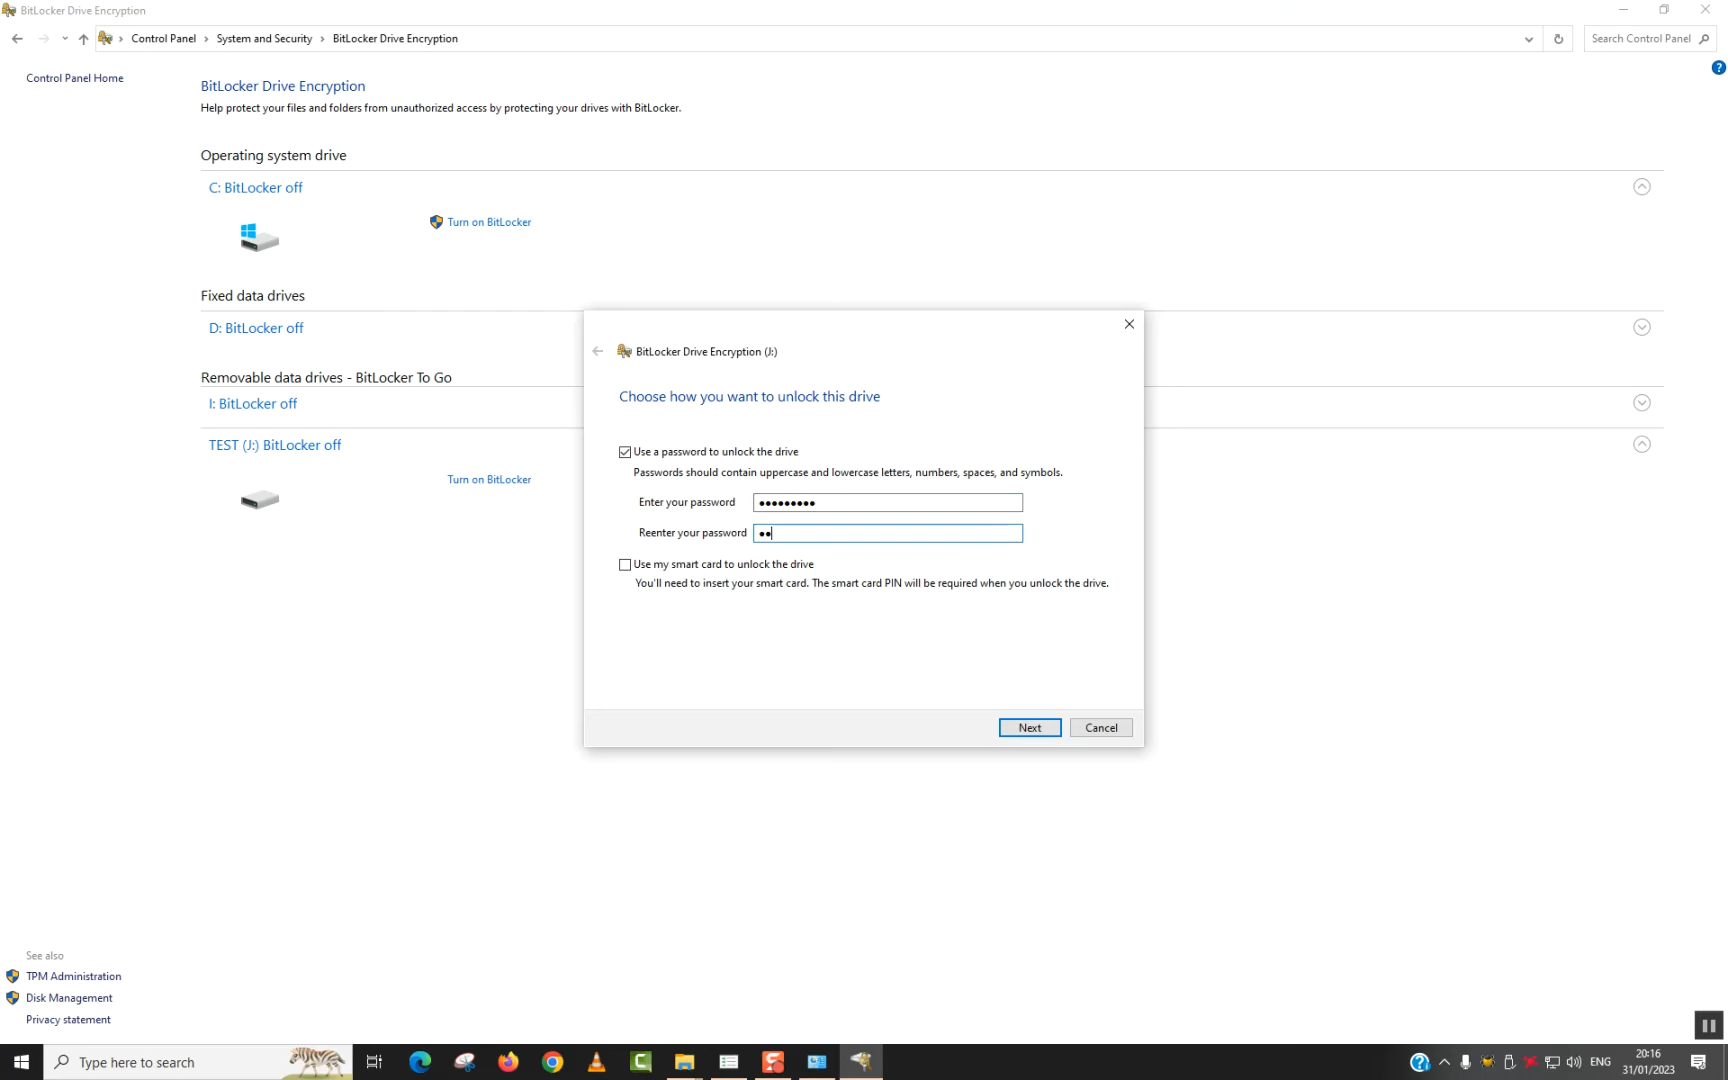 BitLocker Drive Encryption
Control Panel > System and Security > BitLocker Drive Encryption
Search Control Panel
Control Panel Home
BitLocker Drive Encryption
Help protect your files and folders from unauthorized access by protecting your drives with BitLocker.
Operating system drive
C: BitLocker off
Turn on BitLocker
Fixed data drives
D: BitLocker off
Removable data drives - BitLocker To Go
I: BitLocker off
TEST (J:) BitLocker off
Turn on BitLocker
BitLocker Drive Encryption (J:)
Choose how you want to unlock this drive
Use a password to unlock the drive
Passwords should contain uppercase and lowercase letters, numbers, spaces, and symbols.
Enter your password •••••••••
Reenter your password ••
Use my smart card to unlock the drive
You'll need to insert your smart card. The smart card PIN will be required when you unlock the drive.
Next Cancel
See also
TPM Administration
Disk Management
Privacy statement
Type here to search
ENG
20:16
31/01/2023